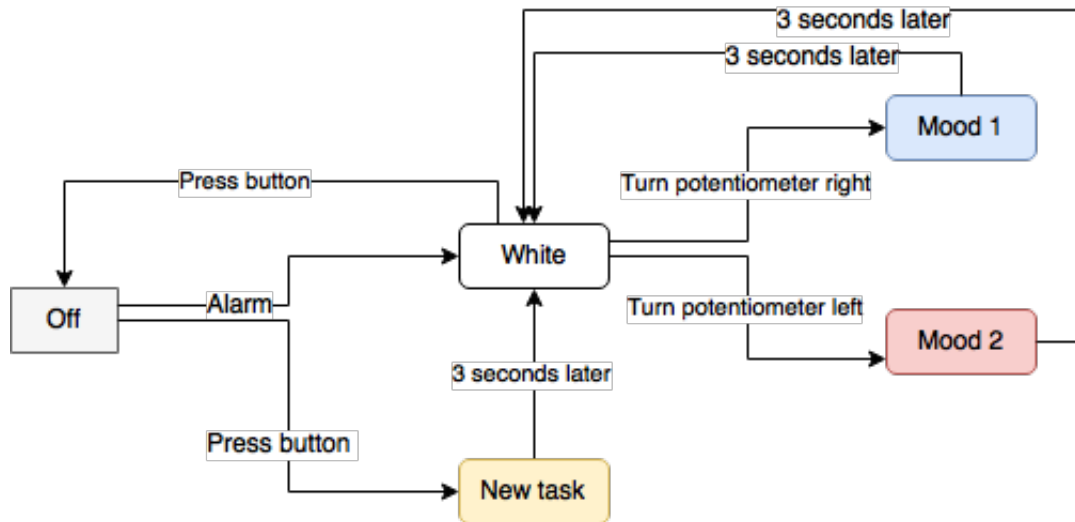 3 seconds later
3 seconds later
Mood 1
Press button
Turn potentiometer right
White
Alarm
Off
Turn potentiometer left
Mood 2
3 seconds later
Press button
New task